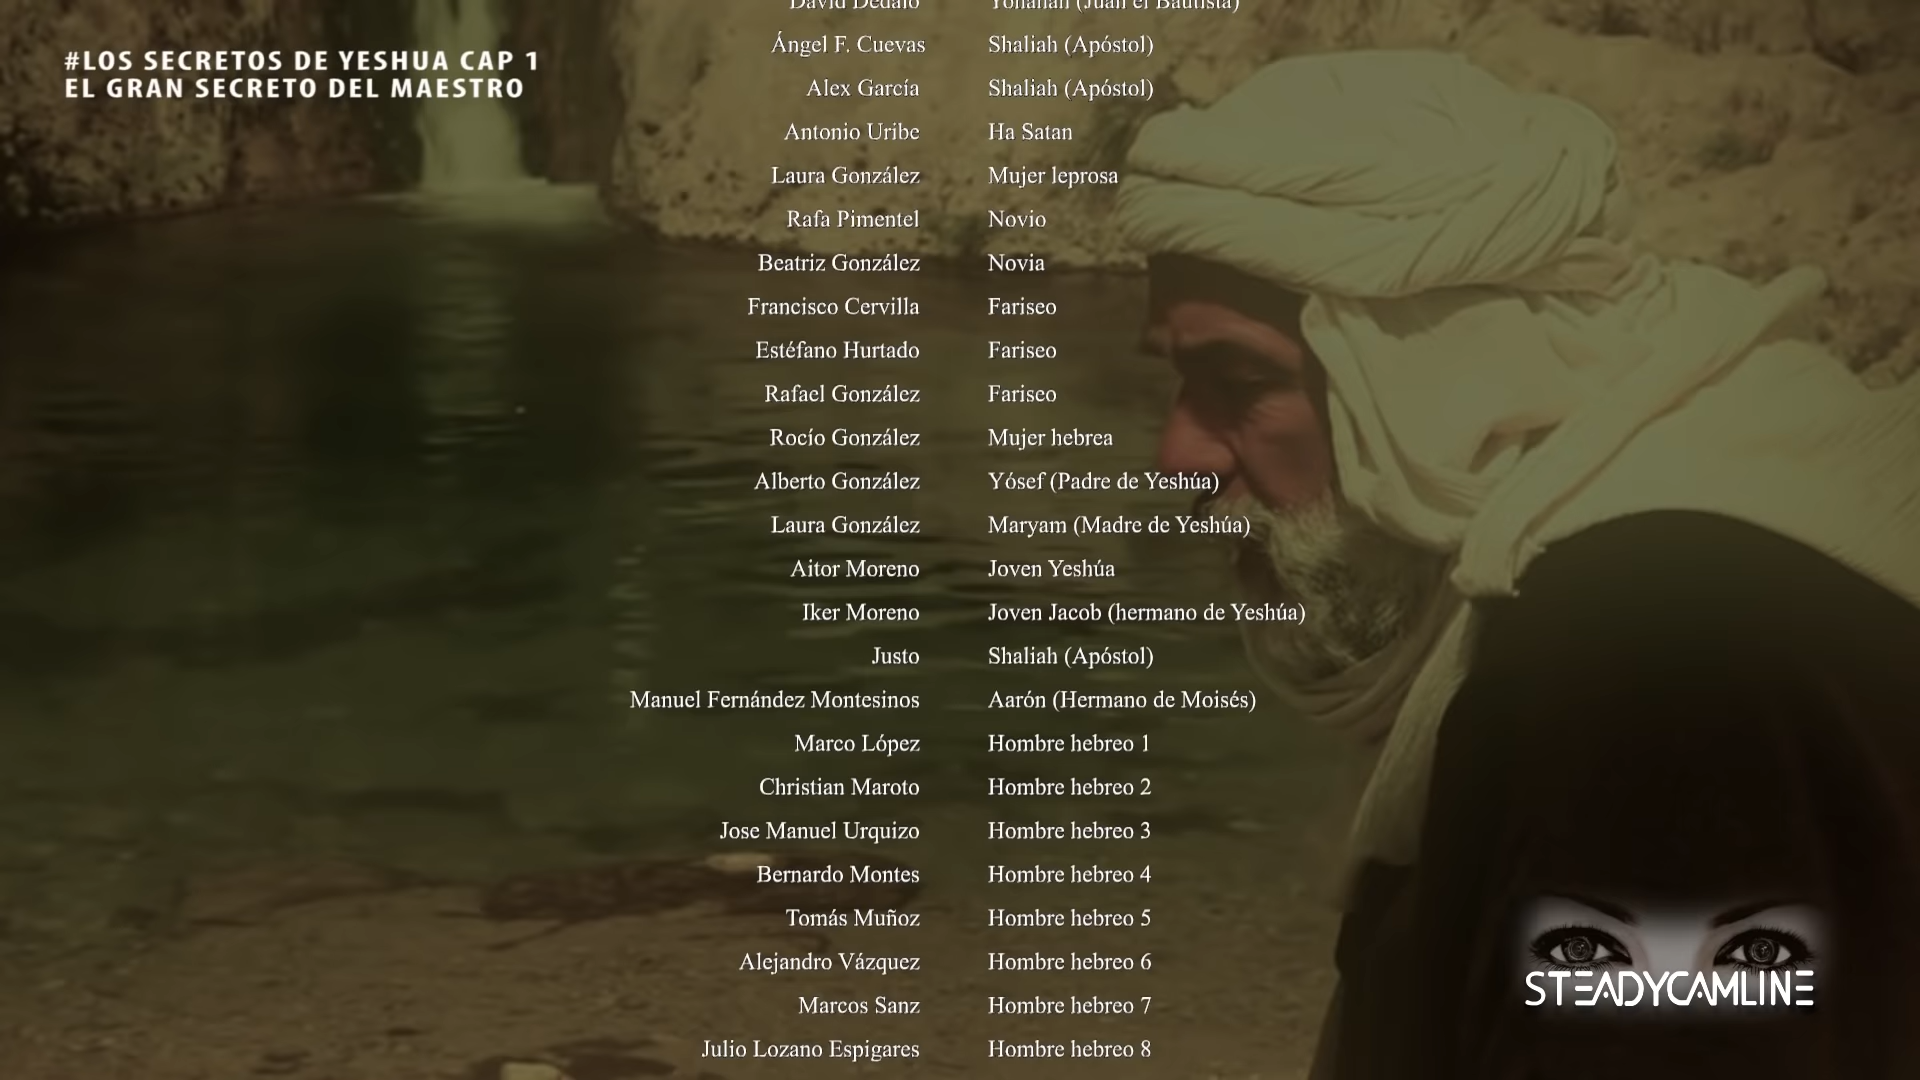 David Dedalo Yohanan (Juan el Bautista)
#LOS SECRETOS DE YESHUA CAP 1
EL GRAN SECRETO DEL MAESTRO
Ángel F. Cuevas Shaliah (Apóstol)
Alex García Shaliah (Apóstol)
Antonio Uribe Ha Satan
Laura González Mujer leprosa
Rafa Pimentel Novio
Beatriz González Novia
Francisco Cervilla Fariseo
Estéfano Hurtado Fariseo
Rafael González Fariseo
Rocío González Mujer hebrea
Alberto González Yósef (Padre de Yeshúa)
Laura González Maryam (Madre de Yeshúa)
Aitor Moreno Joven Yeshúa
Iker Moreno Joven Jacob (hermano de Yeshúa)
Justo Shaliah (Apóstol)
Manuel Fernández Montesinos Aarón (Hermano de Moisés)
Marco López Hombre hebreo 1
Christian Maroto Hombre hebreo 2
Jose Manuel Urquizo Hombre hebreo 3
Bernardo Montes Hombre hebreo 4
Tomás Muñoz Hombre hebreo 5
Alejandro Vázquez Hombre hebreo 6
Marcos Sanz Hombre hebreo 7
Julio Lozano Espigares Hombre hebreo 8
STEADYCAMLINE